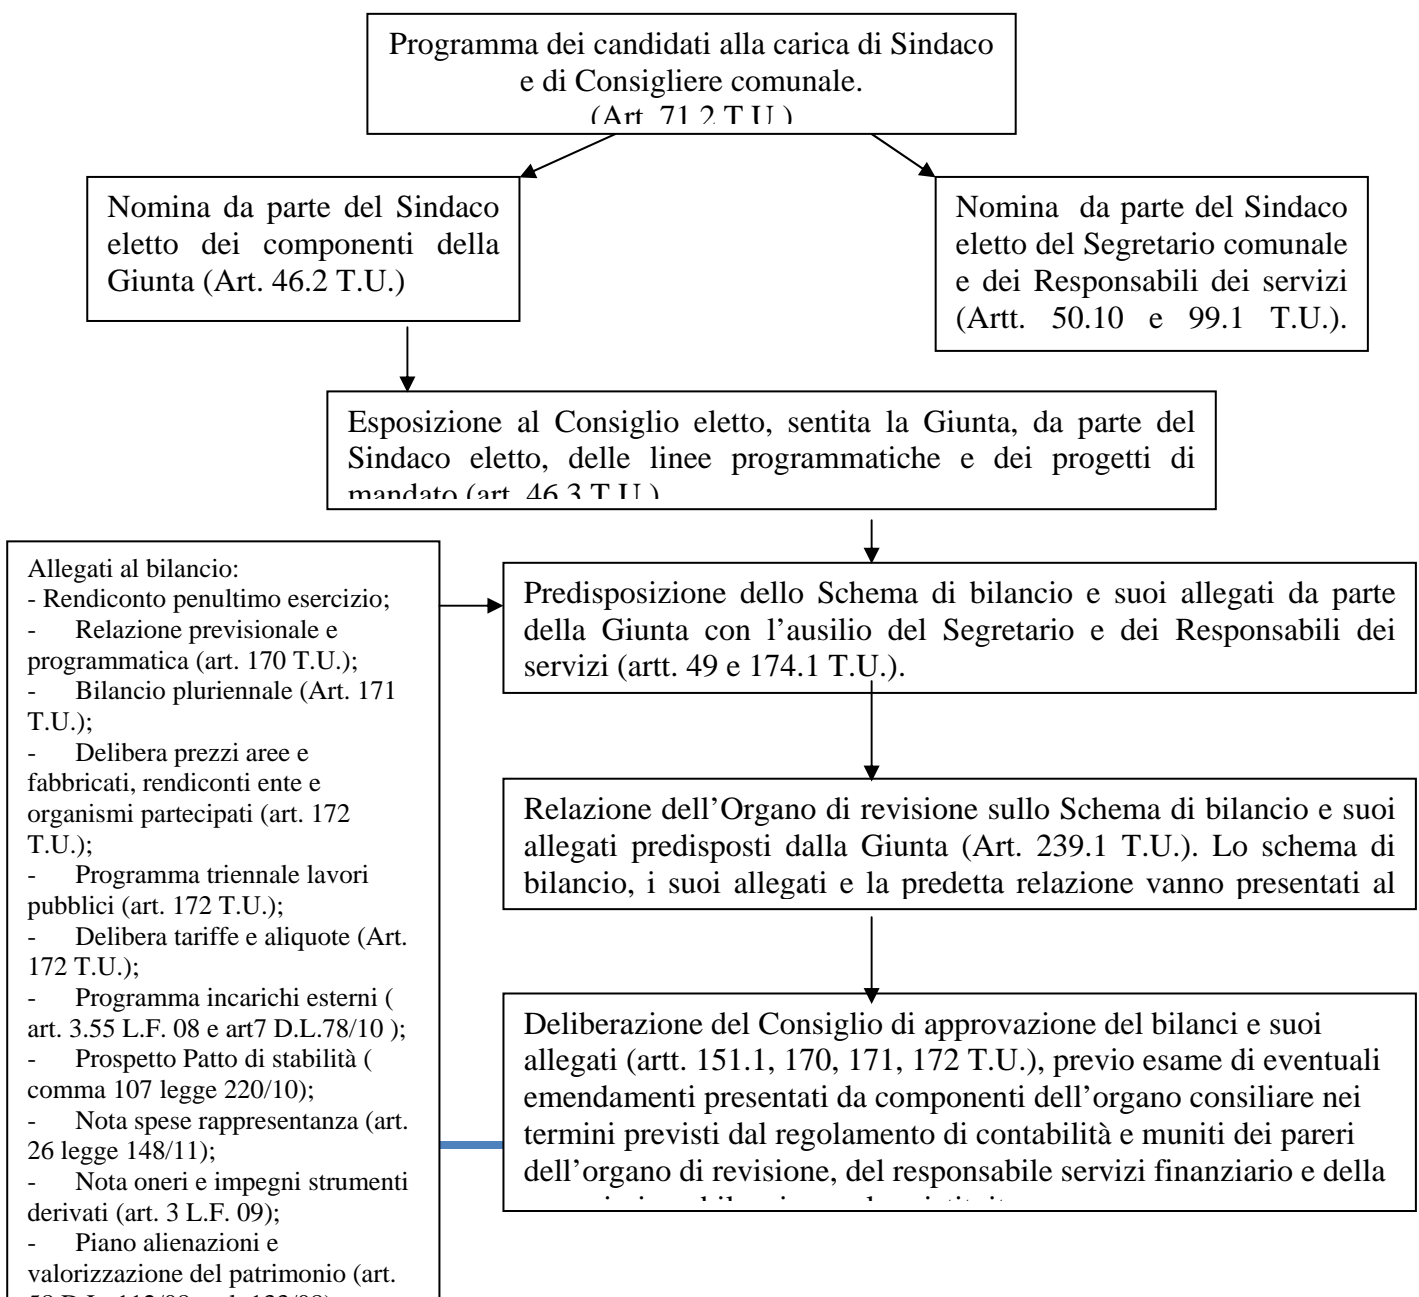 Programma dei candidati alla carica di Sindaco
e di Consigliere comunale.
(Art. 71.2 T.U.)
Nomina da parte del Sindaco
eletto dei componenti della
Giunta (Art. 46.2 T.U.)
Nomina da parte del Sindaco
eletto del Segretario comunale
e dei Responsabili dei servizi
(Artt. 50.10 e 99.1 T.U.).
Esposizione al Consiglio eletto, sentita la Giunta, da parte del
Sindaco eletto, delle linee programmatiche e dei progetti di
mandato (art. 46.3 T.U.)
Allegati al bilancio:
- Rendiconto penultimo esercizio;
- Relazione previsionale e
programmatica (art. 170 T.U.);
- Bilancio pluriennale (Art. 171
T.U.);
- Delibera prezzi aree e
fabbricati, rendiconti ente e
organismi partecipati (art. 172
T.U.);
- Programma triennale lavori
pubblici (art. 172 T.U.);
- Delibera tariffe e aliquote (Art.
172 T.U.);
- Programma incarichi esterni (
art. 3.55 L.F. 08 e art7 D.L.78/10 );
- Prospetto Patto di stabilità (
comma 107 legge 220/10);
- Nota spese rappresentanza (art.
26 legge 148/11);
- Nota oneri e impegni strumenti
derivati (art. 3 L.F. 09);
- Piano alienazioni e
valorizzazione del patrimonio (art.
Predisposizione dello Schema di bilancio e suoi allegati da parte
della Giunta con l’ausilio del Segretario e dei Responsabili dei
servizi (artt. 49 e 174.1 T.U.).
Relazione dell’Organo di revisione sullo Schema di bilancio e suoi
allegati predisposti dalla Giunta (Art. 239.1 T.U.). Lo schema di
bilancio, i suoi allegati e la predetta relazione vanno presentati al
Deliberazione del Consiglio di approvazione del bilanci e suoi
allegati (artt. 151.1, 170, 171, 172 T.U.), previo esame di eventuali
emendamenti presentati da componenti dell’organo consiliare nei
termini previsti dal regolamento di contabilità e muniti dei pareri
dell’organo di revisione, del responsabile servizi finanziario e della